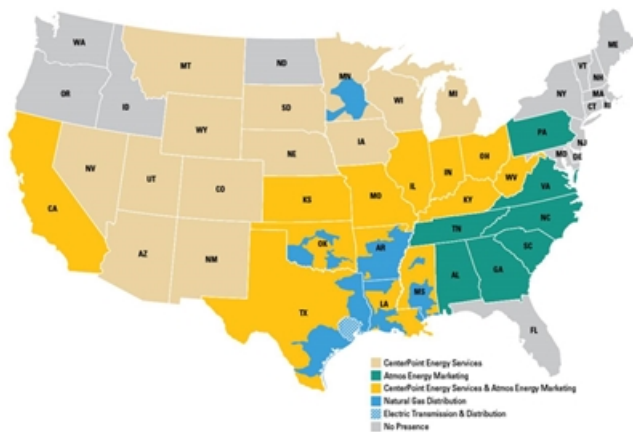 WA
MT
ND
MN
ME
VT
NH
OR
ID
SD
WI
MI
NY
MA
CT
RI
WY
IA
PA
NJ
NE
OH
MD
DE
NV
UT
CO
IL
IN
WV
VA
CA
KS
MO
KY
NC
TN
OK
AR
SC
AZ
NM
MS
AL
GA
TX
LA
FL
CenterPoint Energy Services
Atmos Energy Marketing
CenterPoint Energy Services & Atmos Energy Marketing
Natural Gas Distribution
Electric Transmission & Distribution
No Presence